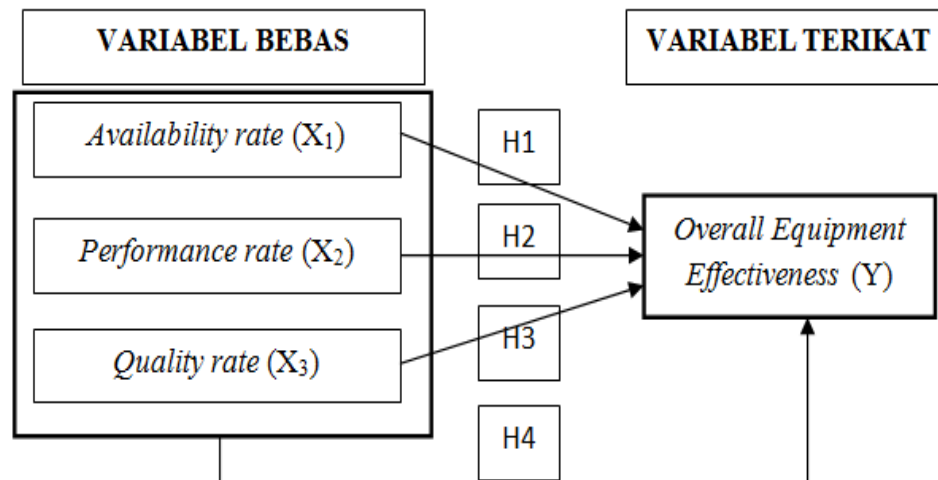 VARIABEL BEBAS
VARIABEL TERIKAT
Availability rate (X₁)
H1
Performance rate (X₂)
H2
Overall Equipment
Effectiveness (Y)
Quality rate (X₃)
H3
H4